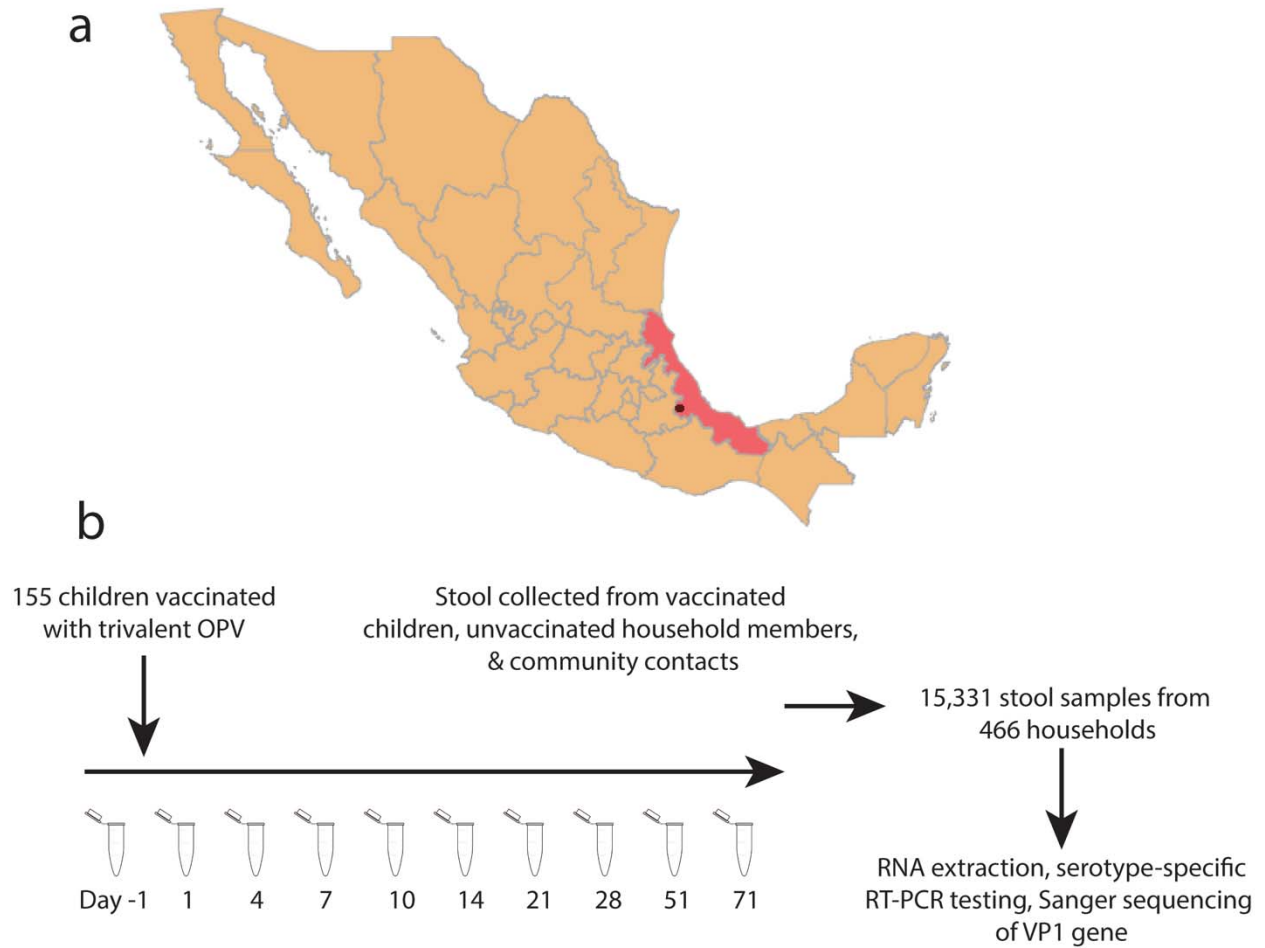 a
b
155 children vaccinated
with trivalent OPV
Stool collected from vaccinated
children, unvaccinated household members,
& community contacts
15,331 stool samples from
466 households
Day -1 1 4 7 10 14 21 28 51 71
RNA extraction, serotype-specific
RT-PCR testing, Sanger sequencing
of VP1 gene